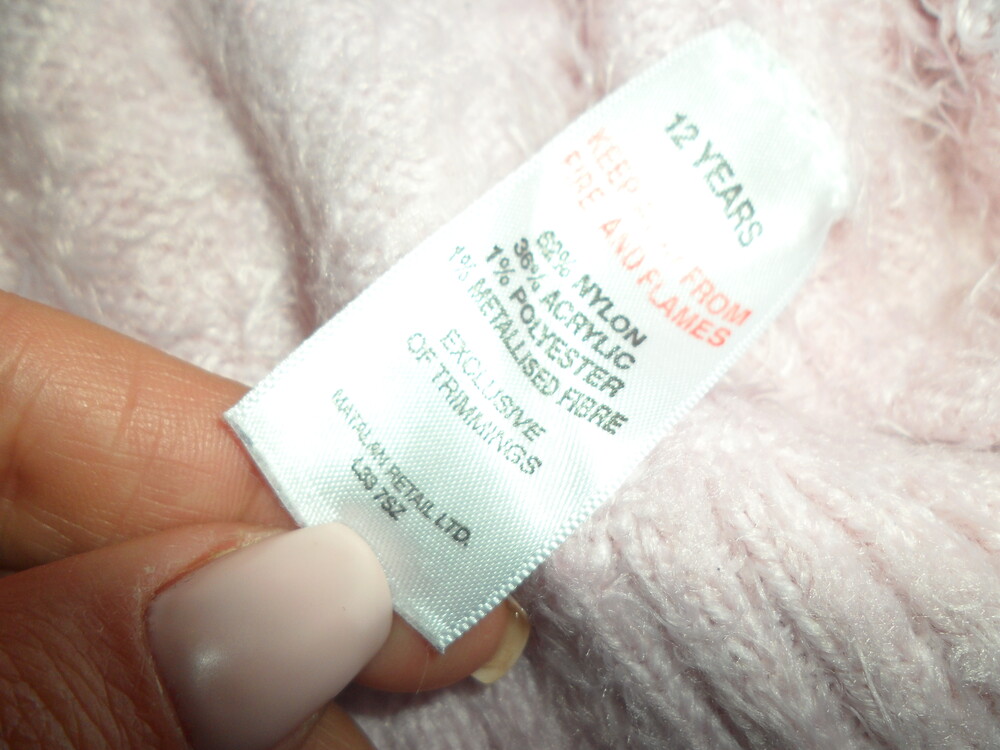 12 YEARS
KEEP AWAY FROM
FIRE AND FLAMES
62% NYLON
36% ACRYLIC
1% POLYESTER
1% METALLISED FIBRE
EXCLUSIVE
OF TRIMMINGS
MATALAN RETAIL LTD.
L33 7SZ